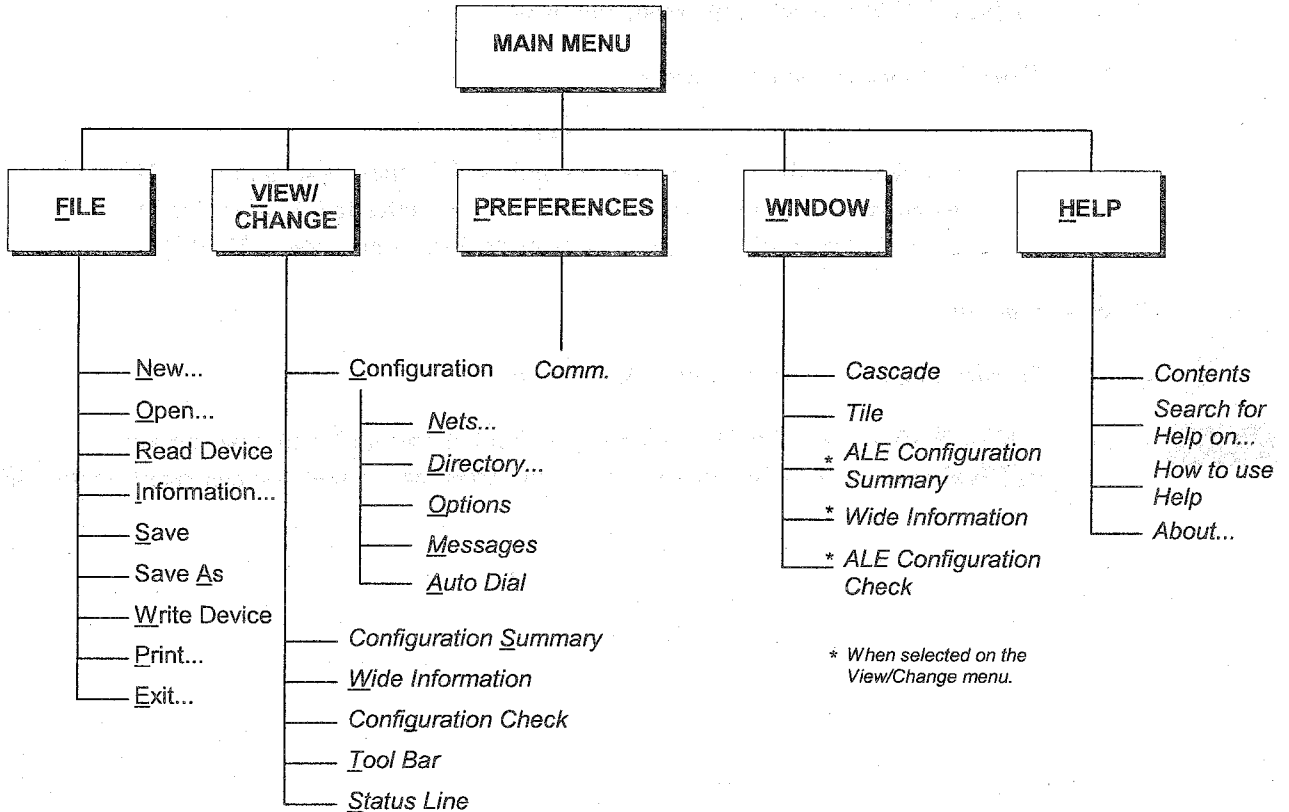 MAIN MENU
FILE
VIEW/
CHANGE
PREFERENCES
WINDOW
HELP
New...
Open...
Read Device
Information...
Save
Save As
Write Device
Print...
Exit...
Configuration
Nets...
Directory...
Options
Messages
Auto Dial
Configuration Summary
Wide Information
Configuration Check
Tool Bar
Status Line
Comm.
Cascade
Tile
* ALE Configuration
Summary
* Wide Information
* ALE Configuration
Check
* When selected on the
View/Change menu.
Contents
Search for
Help on...
How to use
Help
About...